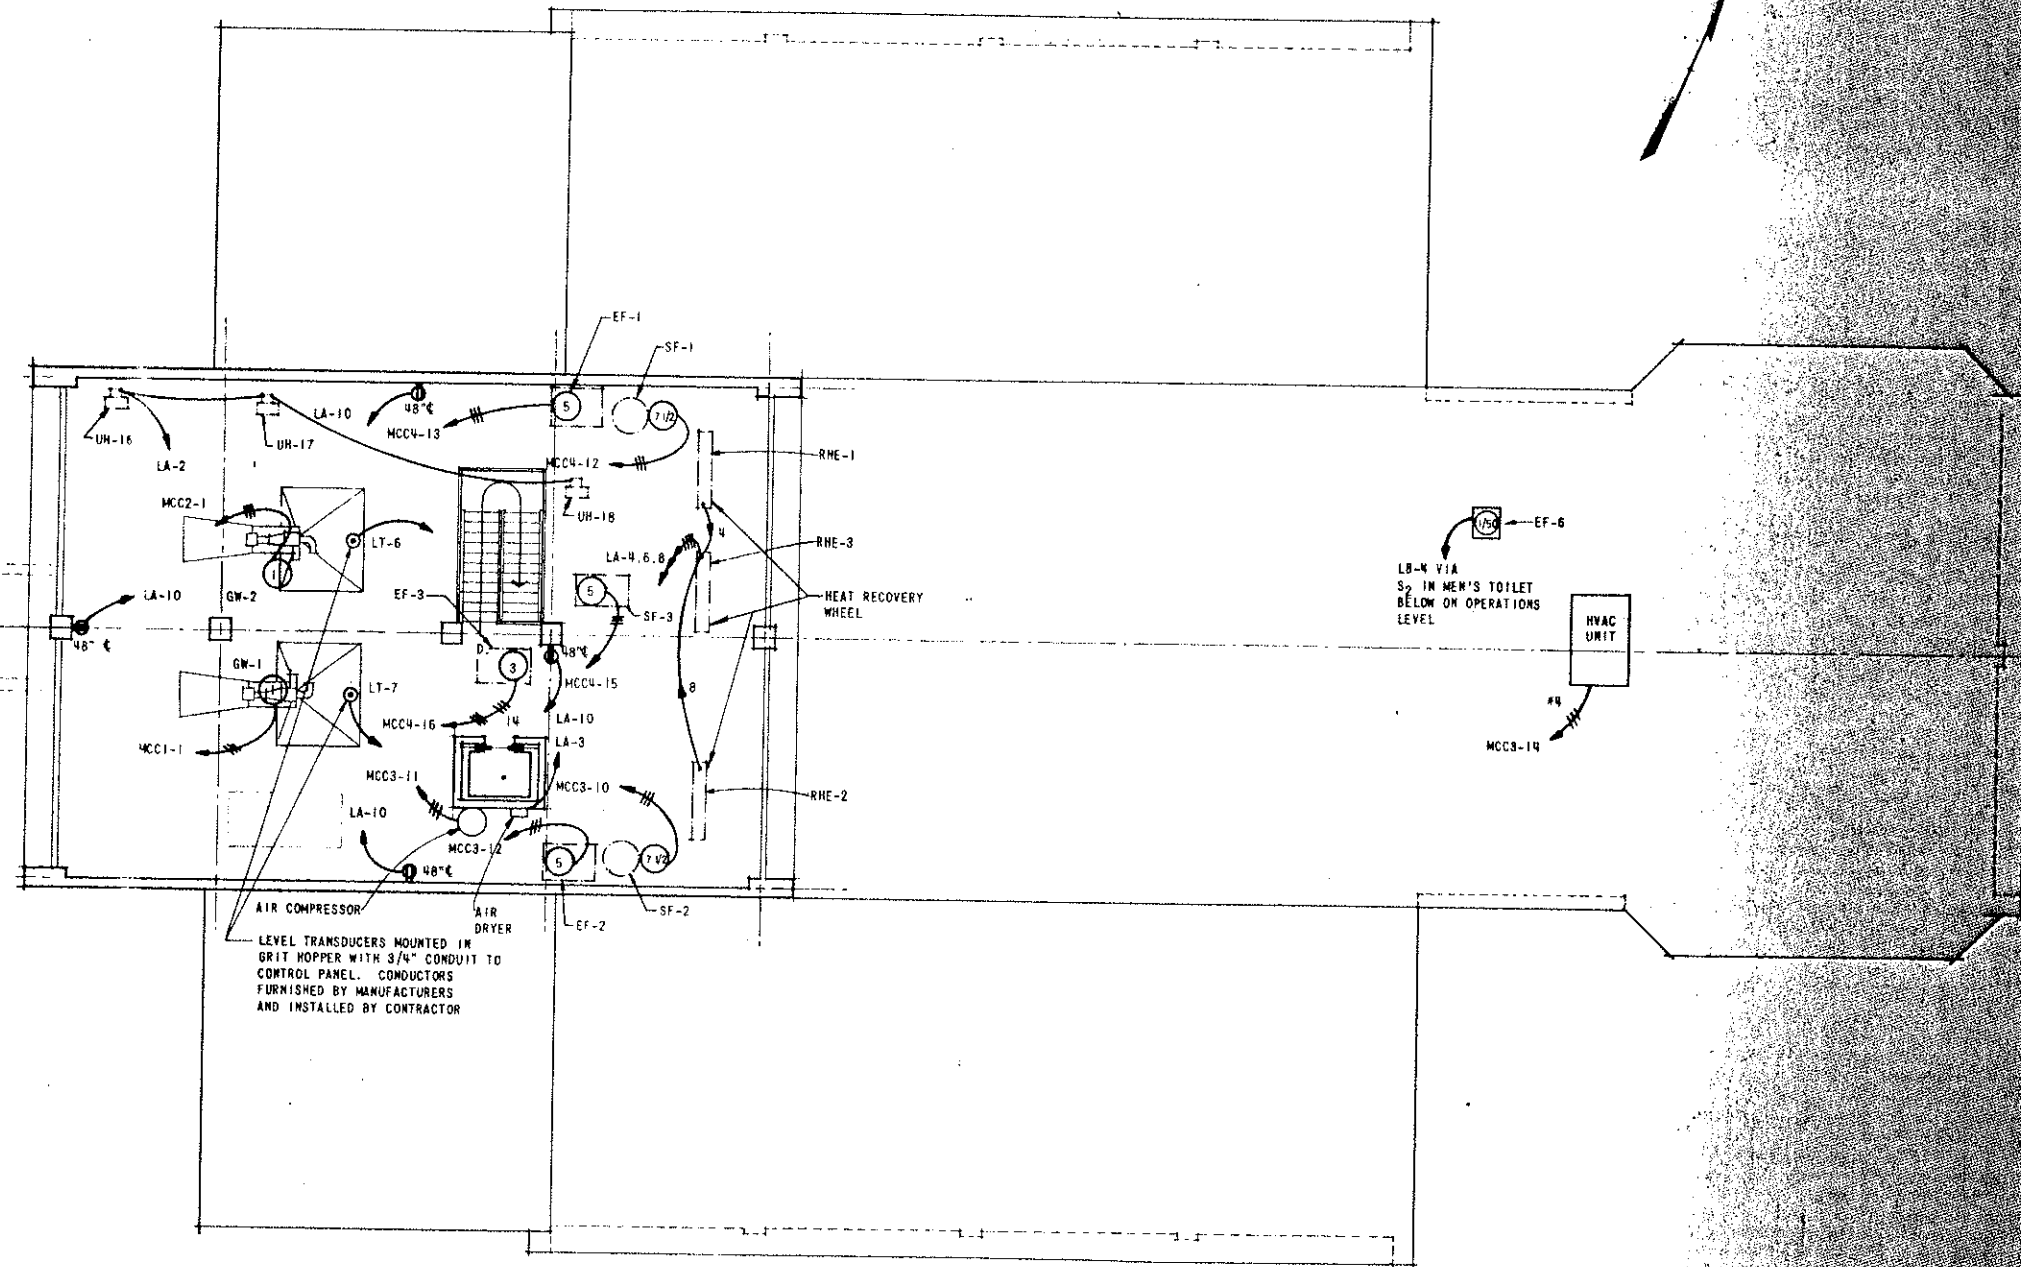 EF-1
SF-1
48"℄
LA-10
MCC4-13
5
7 1/2
UH-16
UH-17
LA-2
MCC4-12
RHE-1
MCC2-1
UH-18
4
1/50
EF-6
LT-6
RHE-3
LA-4,6,8
1
LB-4 VIA
S2 IN MEN'S TOILET
BELOW ON OPERATIONS
LEVEL
LA-10
GW-2
EF-3
5
SF-3
HEAT RECOVERY
WHEEL
HVAC
UNIT
48" ℄
GW-1
D
3
48"℄
LT-7
MCC4-15
8
MCC4-16
14
LA-10
#4
MCC1-1
LA-3
MCC3-14
MCC3-11
MCC3-10
RHE-2
LA-10
MCC3-12
5
7 1/2
48"℄
AIR COMPRESSOR
AIR
DRYER
EF-2
SF-2
LEVEL TRANSDUCERS MOUNTED IN
GRIT HOPPER WITH 3/4" CONDUIT TO
CONTROL PANEL. CONDUCTORS
FURNISHED BY MANUFACTURERS
AND INSTALLED BY CONTRACTOR